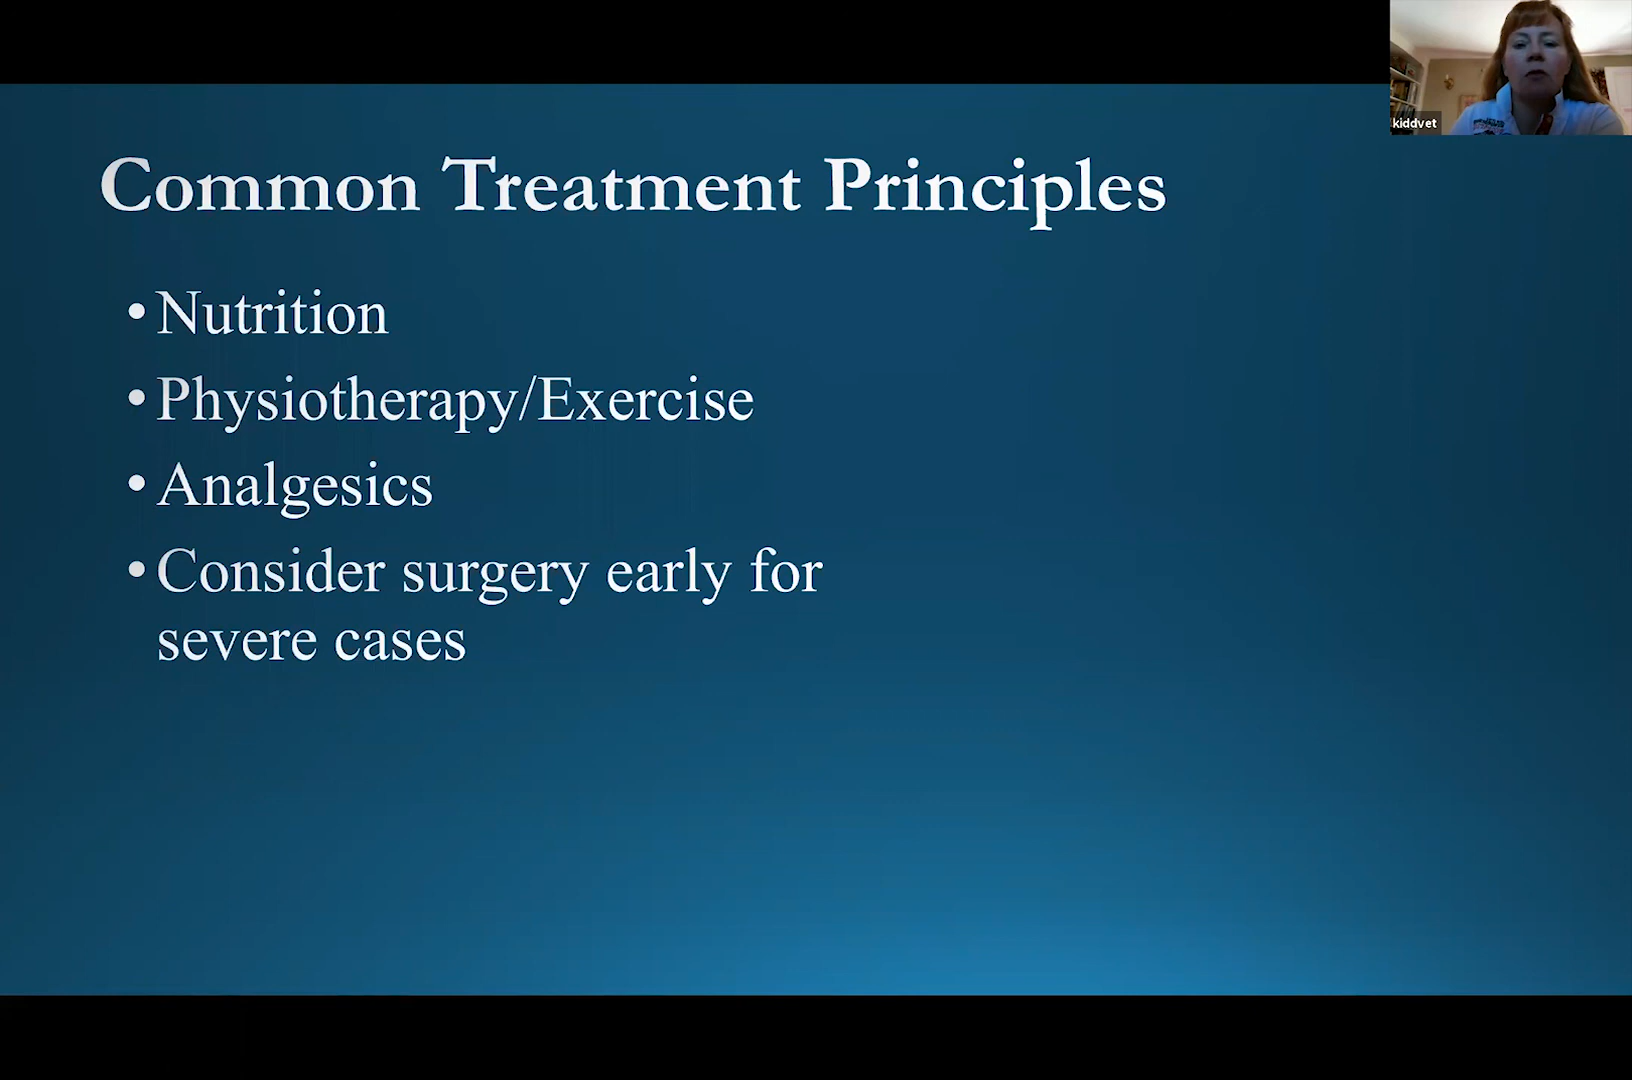 kiddvet
Common Treatment Principles
• Nutrition
• Physiotherapy/Exercise
• Analgesics
• Consider surgery early for
severe cases